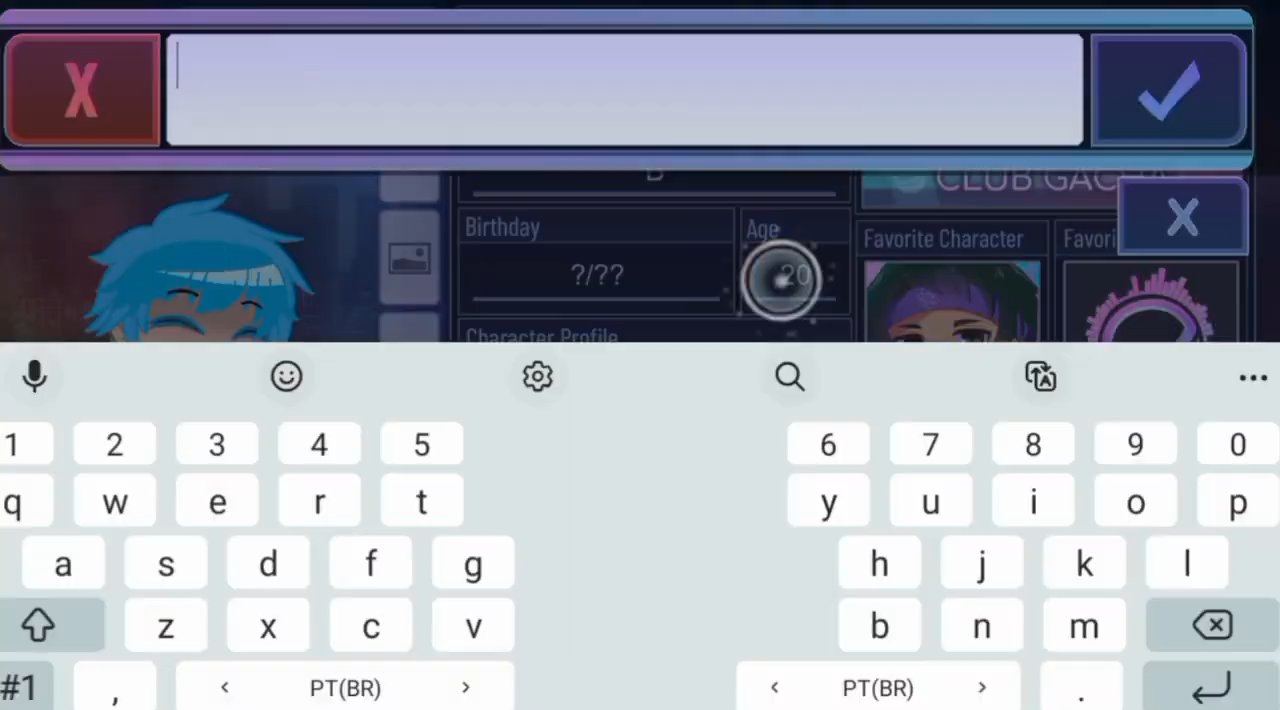 X
B
CLUB GACHA
X
Birthday
Age
Favorite Character
Favori
?/??
20
Character Profile
1 2 3 4 5 6 7 8 9 0
q w e r t y u i o p
a s d f g h j k l
z x c v b n m
#1 , < PT(BR) > < PT(BR) > .